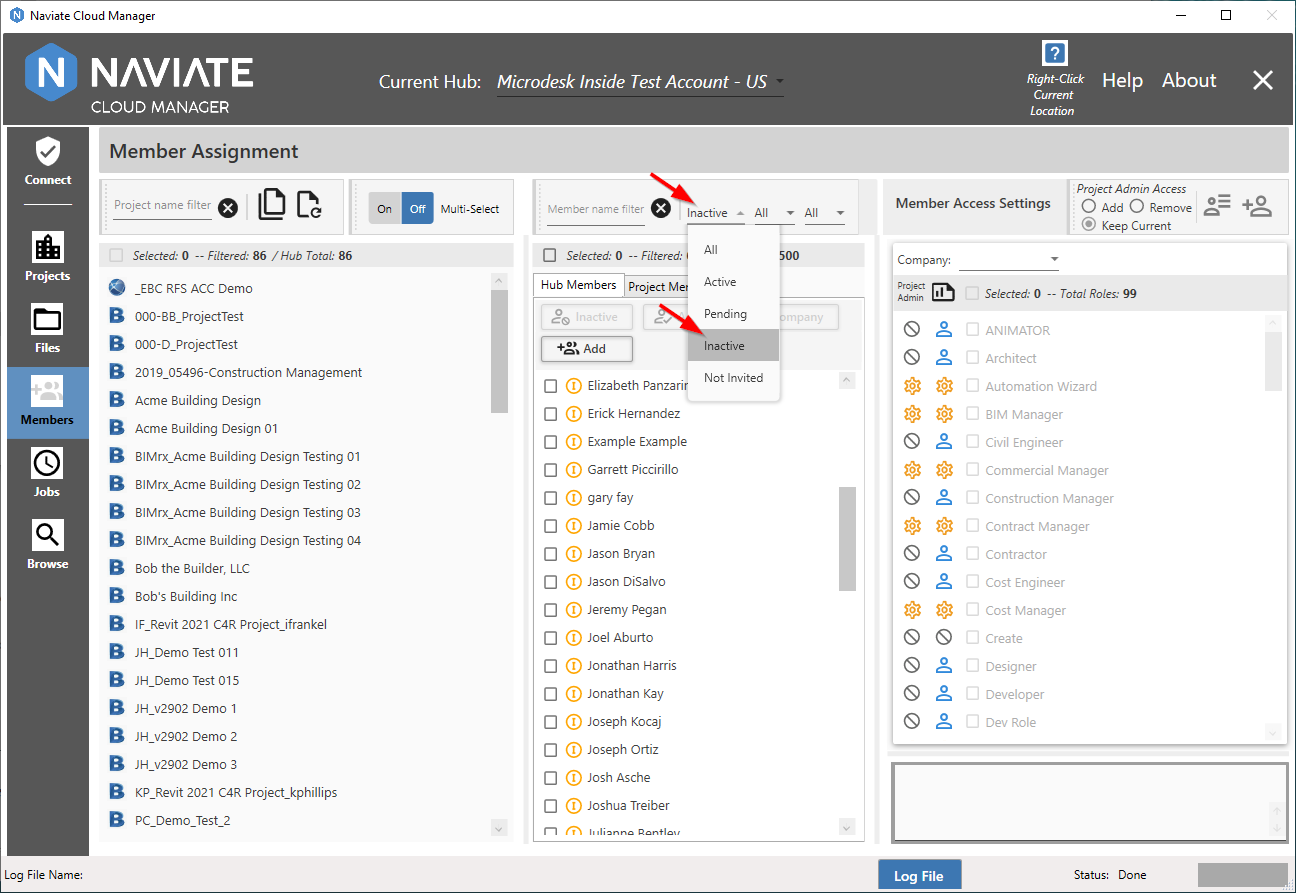 Naviate Cloud Manager
NAVIATE
CLOUD MANAGER
Current Hub: Microdesk Inside Test Account - US
Right-Click
Current
Location
Help
About
Connect
Projects
Files
Members
Jobs
Browse
Member Assignment
Project name filter
On Off Multi-Select
Member name filter
Inactive
All
All
Member Access Settings
Project Admin Access
Add Remove
Keep Current
Selected: 0 -- Filtered: 86 / Hub Total: 86
_EBC RFS ACC Demo
000-BB_ProjectTest
000-D_ProjectTest
2019_05496-Construction Management
Acme Building Design
Acme Building Design 01
BIMrx_Acme Building Design Testing 01
BIMrx_Acme Building Design Testing 02
BIMrx_Acme Building Design Testing 03
BIMrx_Acme Building Design Testing 04
Bob the Builder, LLC
Bob's Building Inc
IF_Revit 2021 C4R Project_ifrankel
JH_Demo Test 011
JH_Demo Test 015
JH_v2902 Demo 1
JH_v2902 Demo 2
JH_v2902 Demo 3
KP_Revit 2021 C4R Project_kphillips
PC_Demo_Test_2
Selected: 0 -- Filtered: 500
Hub Members
Project Mem
Inactive
ompany
Add
All
Active
Pending
Inactive
Not Invited
Elizabeth Panzarin
Erick Hernandez
Example Example
Garrett Piccirillo
gary fay
Jamie Cobb
Jason Bryan
Jason DiSalvo
Jeremy Pegan
Joel Aburto
Jonathan Harris
Jonathan Kay
Joseph Kocaj
Joseph Ortiz
Josh Asche
Joshua Treiber
Julianne Bentley
Company:
Project
Admin
Selected: 0 -- Total Roles: 99
ANIMATOR
Architect
Automation Wizard
BIM Manager
Civil Engineer
Commercial Manager
Construction Manager
Contract Manager
Contractor
Cost Engineer
Cost Manager
Create
Designer
Developer
Dev Role
Log File Name:
Log File
Status: Done